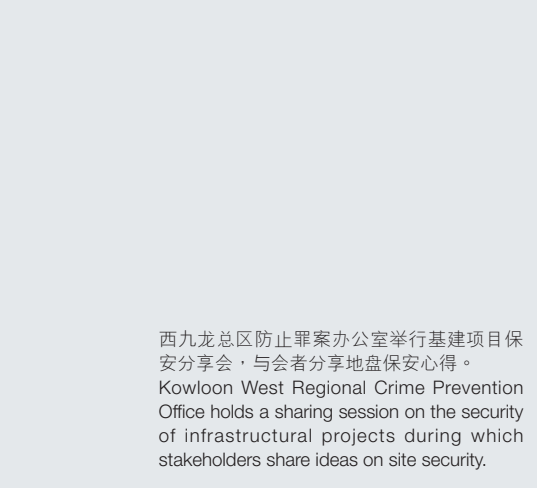 西九龙总区防止罪案办公室举行基建项目保
安分享会，与会者分享地盘保安心得。
Kowloon West Regional Crime Prevention
Office holds a sharing session on the security
of infrastructural projects during which
stakeholders share ideas on site security.